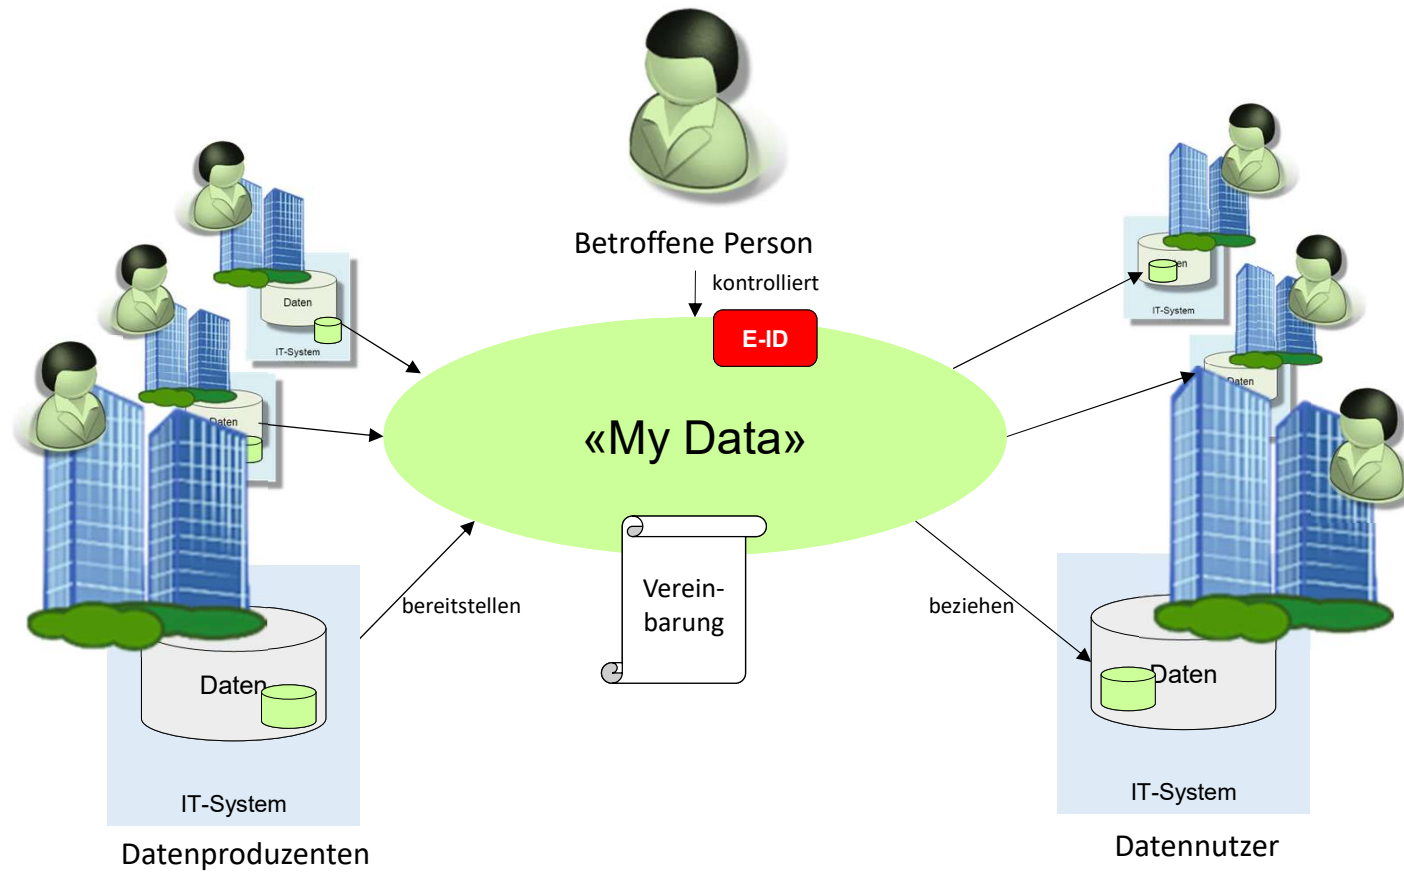 Betroffene Person
kontrolliert
E-ID
«My Data»
Verein-
barung
bereitstellen
beziehen
Daten
IT-System
Daten
Daten
IT-System
Datenproduzenten
Daten
IT-System
Daten
Daten
IT-System
Datennutzer